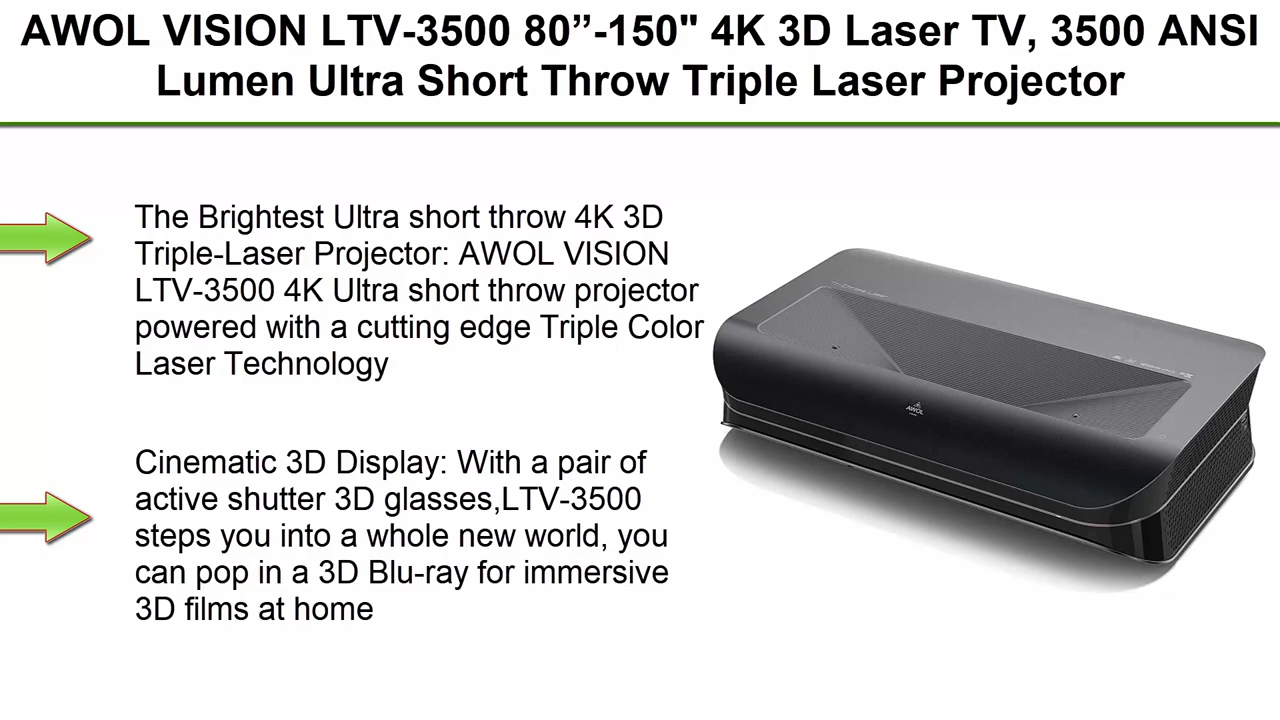 AWOL VISION LTV-3500 80”-150" 4K 3D Laser TV, 3500 ANSI
Lumen Ultra Short Throw Triple Laser Projector
The Brightest Ultra short throw 4K 3D
Triple-Laser Projector: AWOL VISION
LTV-3500 4K Ultra short throw projector
powered with a cutting edge Triple Color
Laser Technology
Cinematic 3D Display: With a pair of
active shutter 3D glasses,LTV-3500
steps you into a whole new world, you
can pop in a 3D Blu-ray for immersive
3D films at home
AWOL